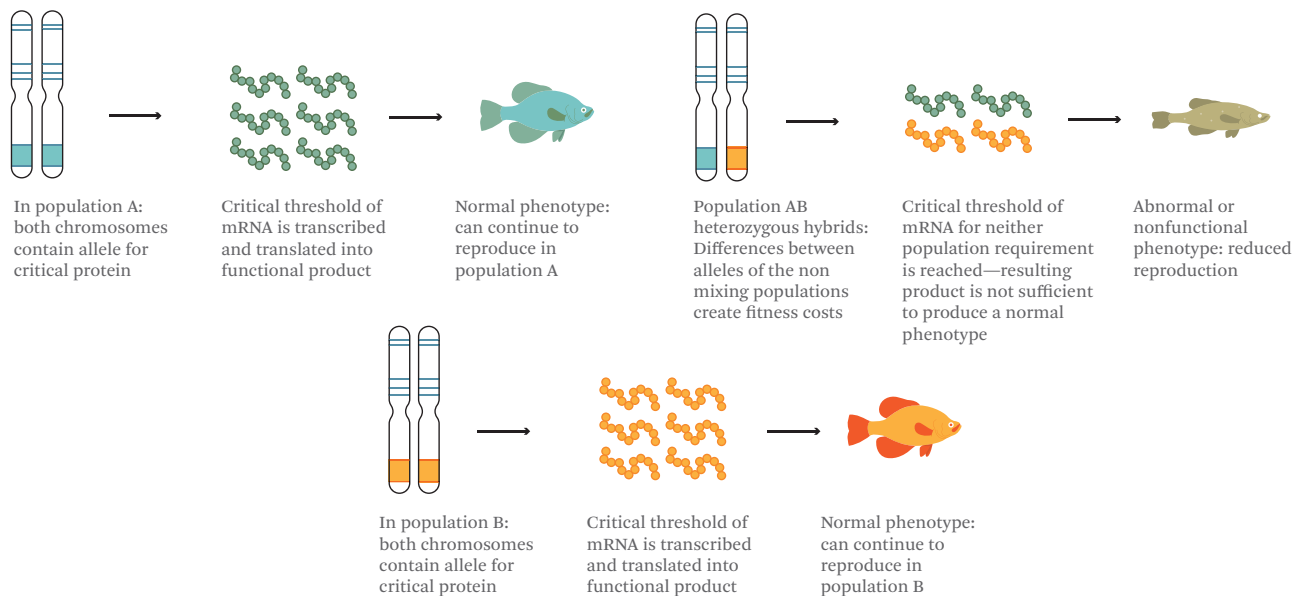 In population A:
both chromosomes
contain allele for
critical protein
Critical threshold of
mRNA is transcribed
and translated into
functional product
Normal phenotype:
can continue to
reproduce in
population A
Population AB
heterozygous hybrids:
Differences between
alleles of the non
mixing populations
create fitness costs
Critical threshold of
mRNA for neither
population requirement
is reached—resulting
product is not sufficient
to produce a normal
phenotype
Abnormal or
nonfunctional
phenotype: reduced
reproduction
In population B:
both chromosomes
contain allele for
critical protein
Critical threshold of
mRNA is transcribed
and translated into
functional product
Normal phenotype:
can continue to
reproduce in
population B